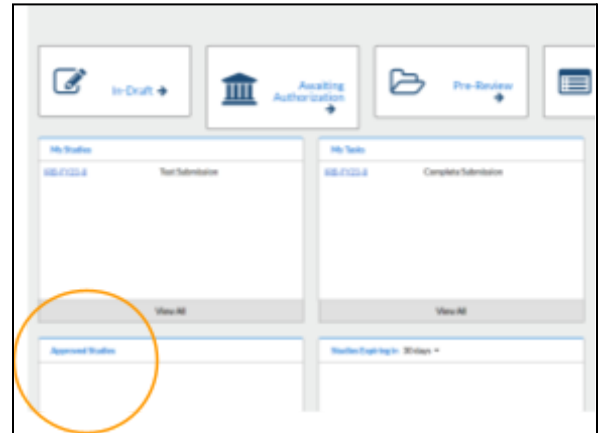 In-Draft →
Awaiting
Authorization
→
Pre-Review
→
My Studies
My Tasks
Test Submission
Complete Submission
View All
View All
Approved Studies
Studies Expiring in 30 days